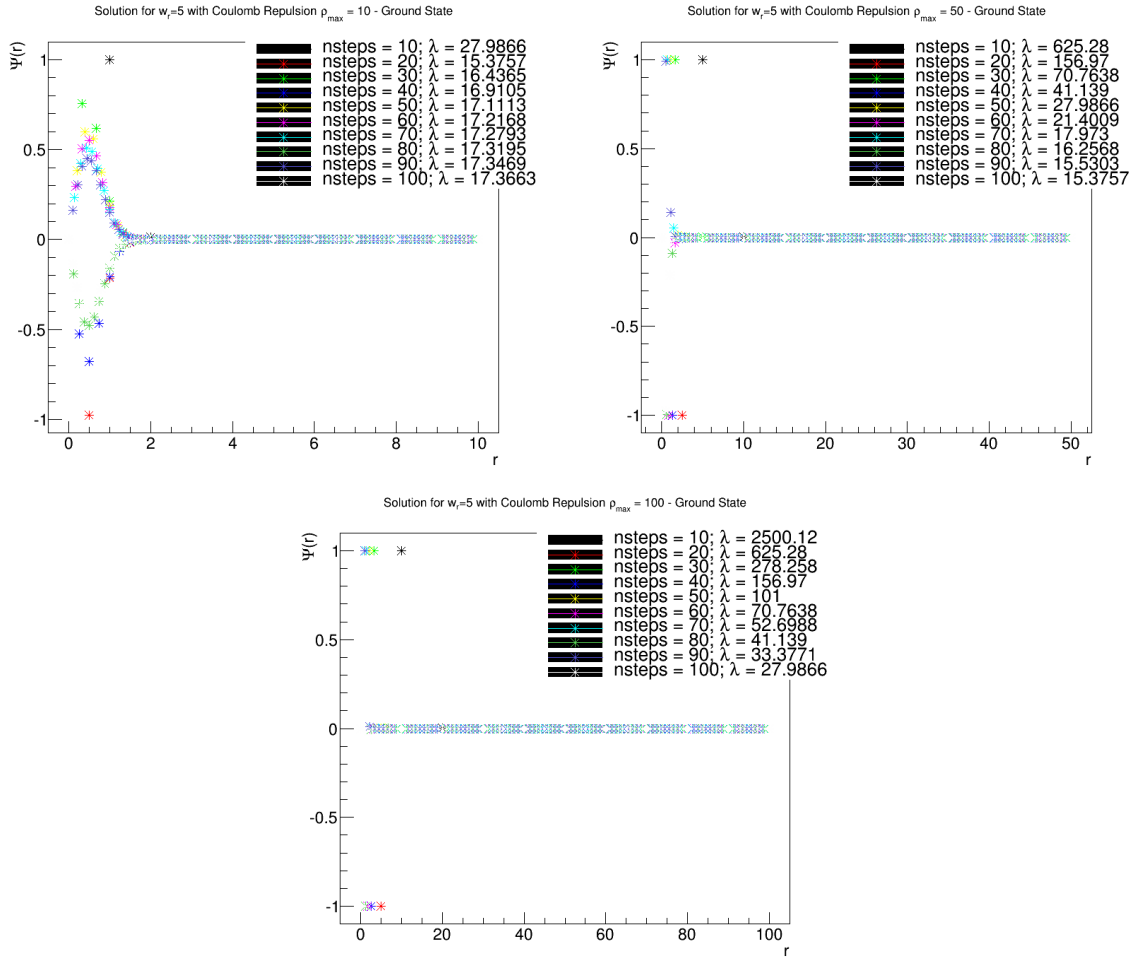 Solution for wr=5 with Coulomb Repulsion ρmax = 10 - Ground State
Ψ(r)
1
0.5
0
-0.5
-1
nsteps = 10; λ = 27.9866
nsteps = 20; λ = 15.3757
nsteps = 30; λ = 16.4365
nsteps = 40; λ = 16.9105
nsteps = 50; λ = 17.1113
nsteps = 60; λ = 17.2168
nsteps = 70; λ = 17.2793
nsteps = 80; λ = 17.3195
nsteps = 90; λ = 17.3469
nsteps = 100; λ = 17.3663
0 2 4 6 8 10
r
Solution for wr=5 with Coulomb Repulsion ρmax = 50 - Ground State
Ψ(r)
1
0.5
0
-0.5
-1
nsteps = 10; λ = 625.28
nsteps = 20; λ = 156.97
nsteps = 30; λ = 70.7638
nsteps = 40; λ = 41.139
nsteps = 50; λ = 27.9866
nsteps = 60; λ = 21.4009
nsteps = 70; λ = 17.973
nsteps = 80; λ = 16.2568
nsteps = 90; λ = 15.5303
nsteps = 100; λ = 15.3757
0 10 20 30 40 50
r
Solution for wr=5 with Coulomb Repulsion ρmax = 100 - Ground State
Ψ(r)
1
0.5
0
-0.5
-1
nsteps = 10; λ = 2500.12
nsteps = 20; λ = 625.28
nsteps = 30; λ = 278.258
nsteps = 40; λ = 156.97
nsteps = 50; λ = 101
nsteps = 60; λ = 70.7638
nsteps = 70; λ = 52.6988
nsteps = 80; λ = 41.139
nsteps = 90; λ = 33.3771
nsteps = 100; λ = 27.9866
0 20 40 60 80 100
r